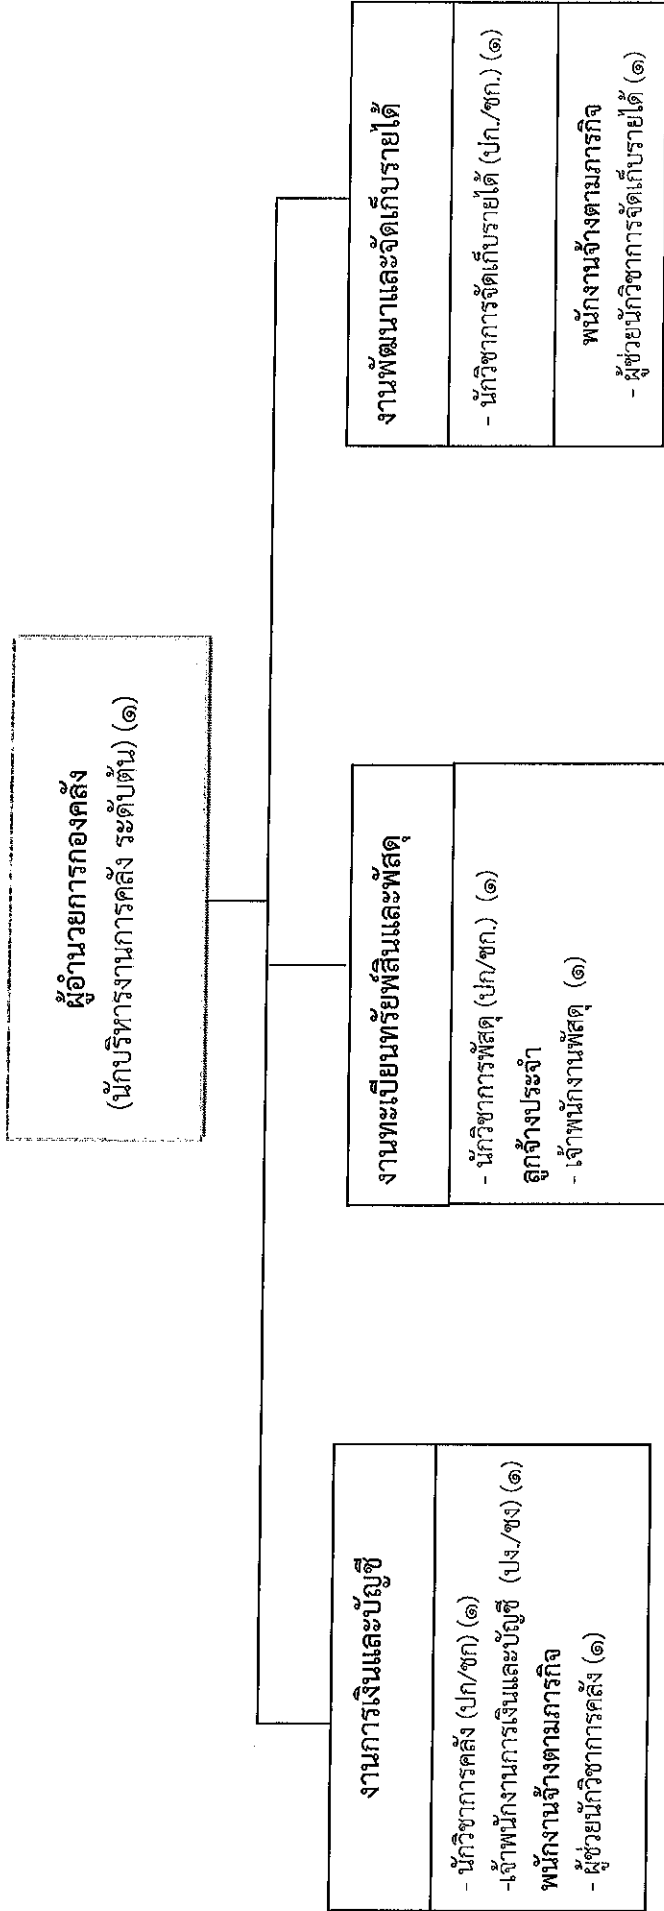 ผู้อำนวยการกองคลัง
(นักบริหารงานการคลัง ระดับต้น) (๑)
งานการเงินและบัญชี
- นักวิชาการคลัง (ปก/ชก) (๑)
-เจ้าพนักงานการเงินและบัญชี (ปง./ชง) (๑)
พนักงานจ้างตามภารกิจ
- ผู้ช่วยนักวิชาการคลัง (๑)
งานทะเบียนทรัยพ์สินและพัสดุ
- นักวิชาการพัสดุ (ปก/ชก.) (๑)
ลูกจ้างประจำ
- เจ้าพนักงานพัสดุ (๑)
งานพัฒนาและจัดเก็บรายได้
- นักวิชาการจัดเก็บรายได้ (ปก./ชก.) (๑)
พนักงานจ้างตามภารกิจ
- ผู้ช่วยนักวิชาการจัดเก็บรายได้ (๑)